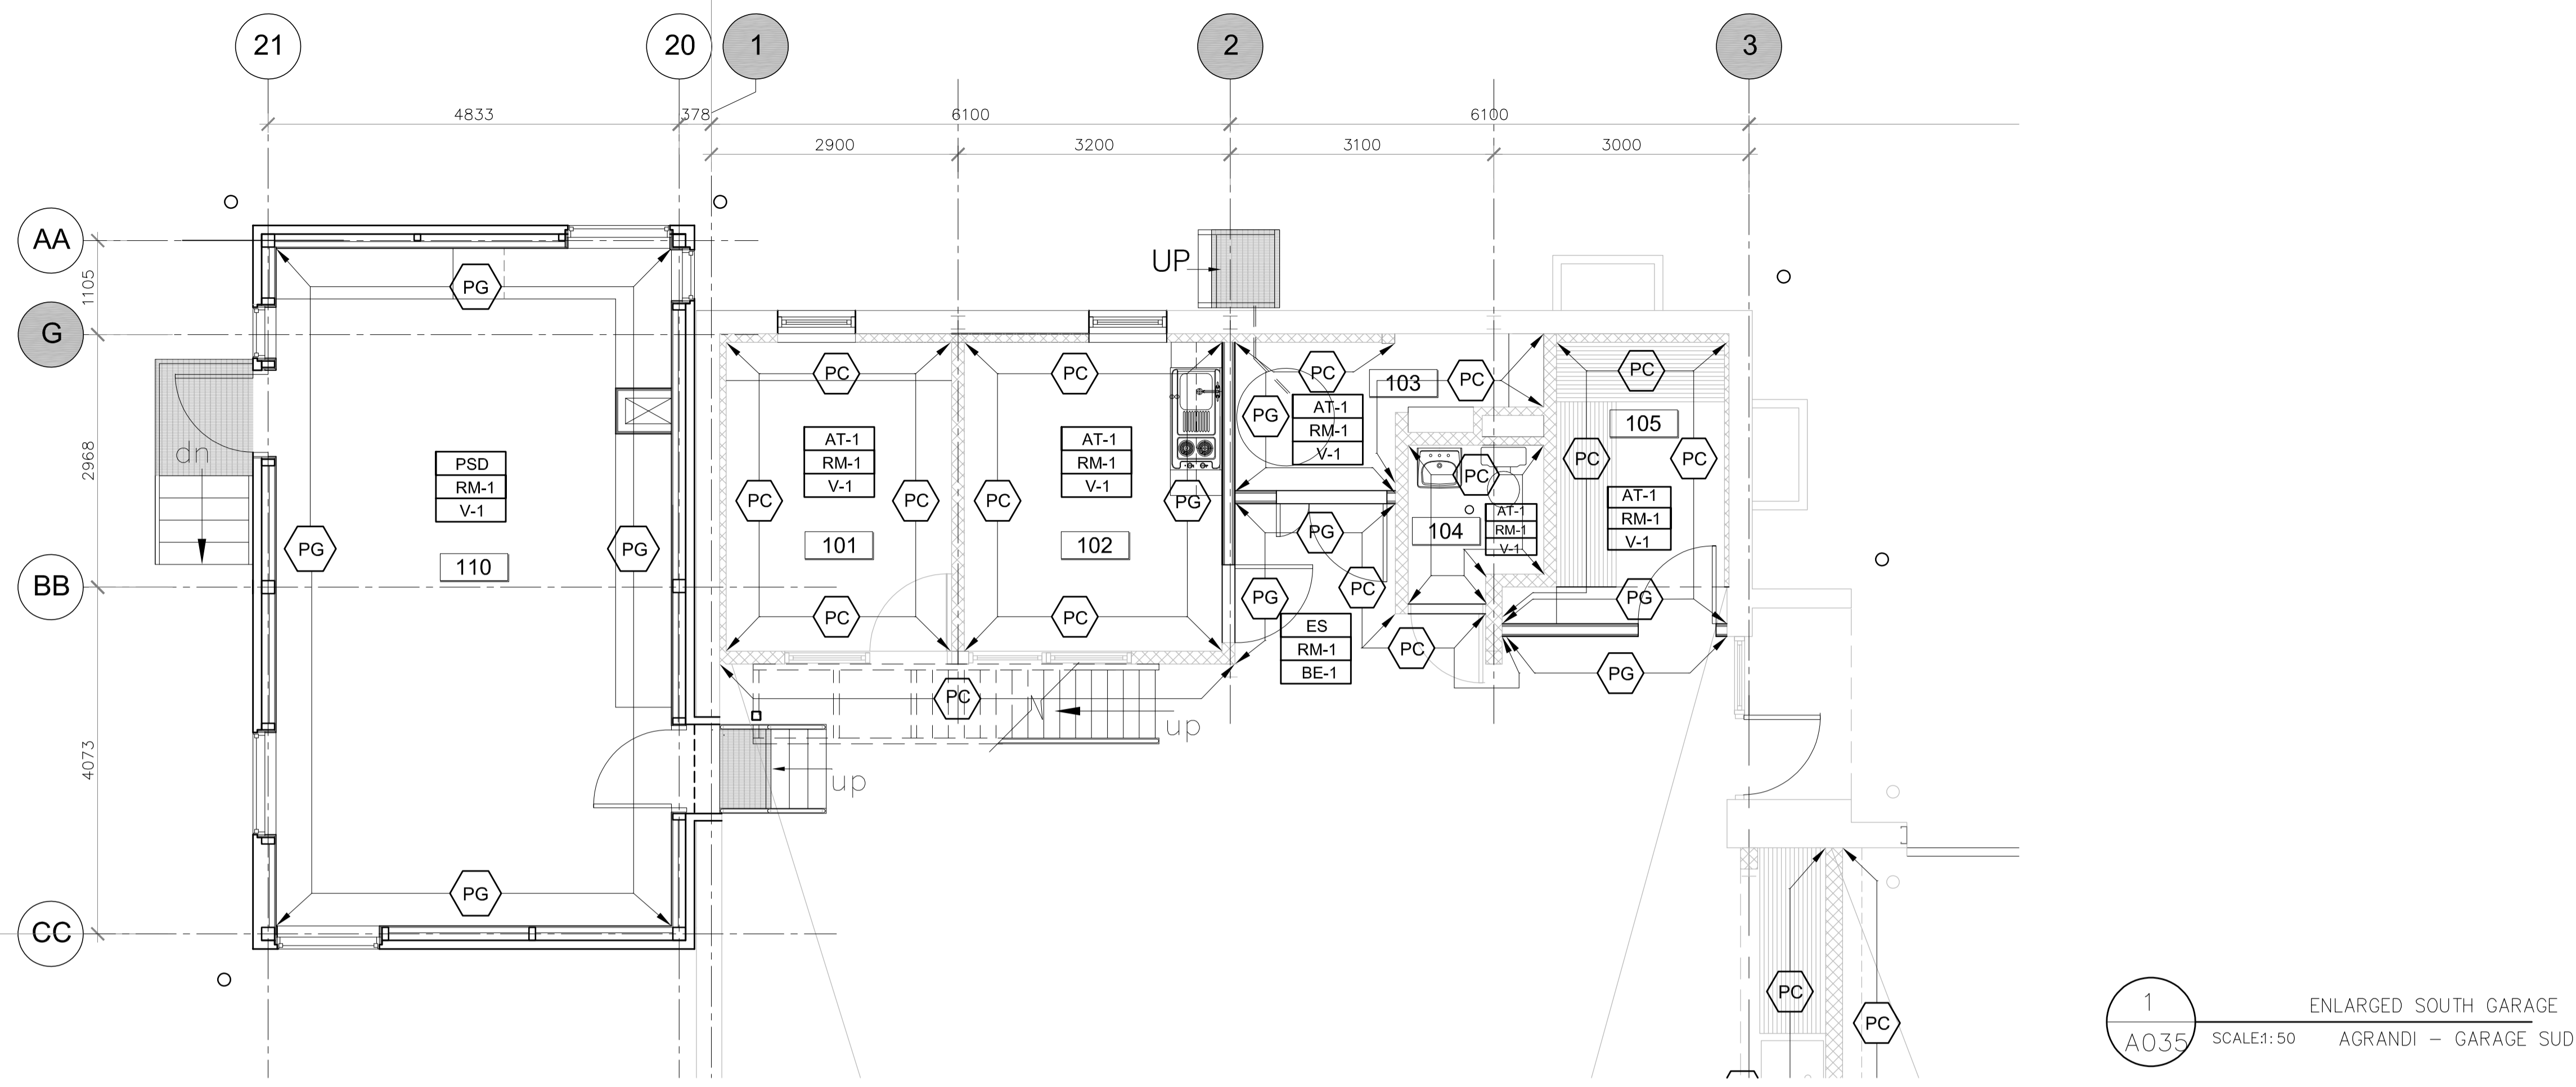 21
20
1
2
3
4833
378
6100
6100
2900
3200
3100
3000
AA
1105
G
2968
BB
4073
CC
UP
PG
PC
PC
PC
PC
PC
103
PG
AT-1
RM-1
V-1
105
dn
PSD
RM-1
V-1
AT-1
RM-1
V-1
AT-1
RM-1
V-1
PC
PC
PC
PC
PC
PC
PG
AT-1
RM-1
V-1
AT-1
RM-1
V-1
PG
PG
101
102
PG
104
110
PC
PG
PG
PC
PC
ES
RM-1
BE-1
PC
PG
PC
up
up
PG
PC
PC
1
A035
ENLARGED SOUTH GARAGE
SCALE:1:50
AGRANDI – GARAGE SUD